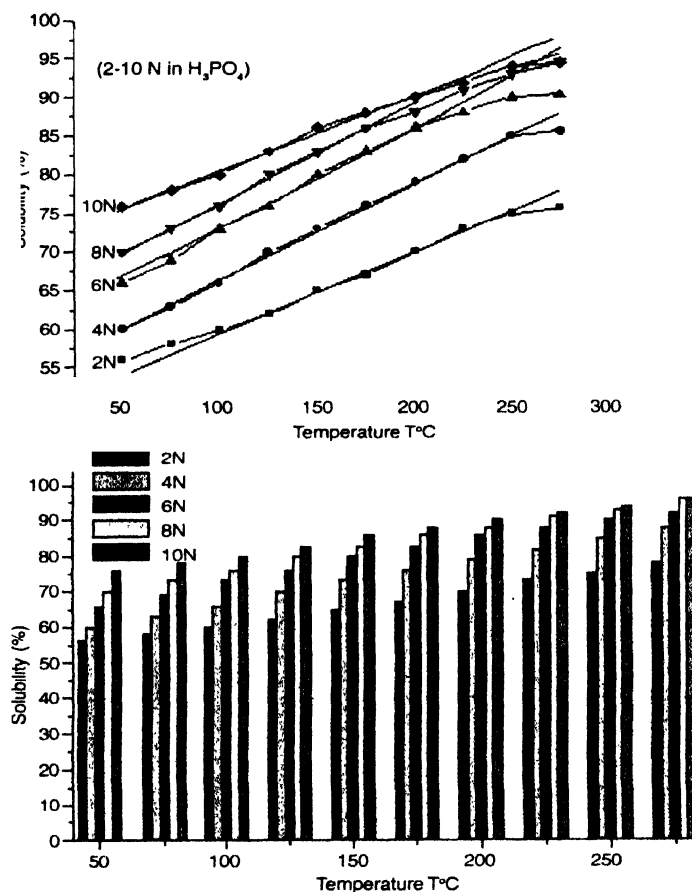 100
95
(2-10 N in H₃PO₄)
90
85
80
10N
75
8N
70
6N
65
4N
60
2N
55
50 100 150 200 250 300
Temperature T°C
Solubility (%)
2N
4N
6N
8N
10N
100
90
80
70
60
50
40
30
20
10
0
Solubility (%)
50 100 150 200 250
Temperature T°C